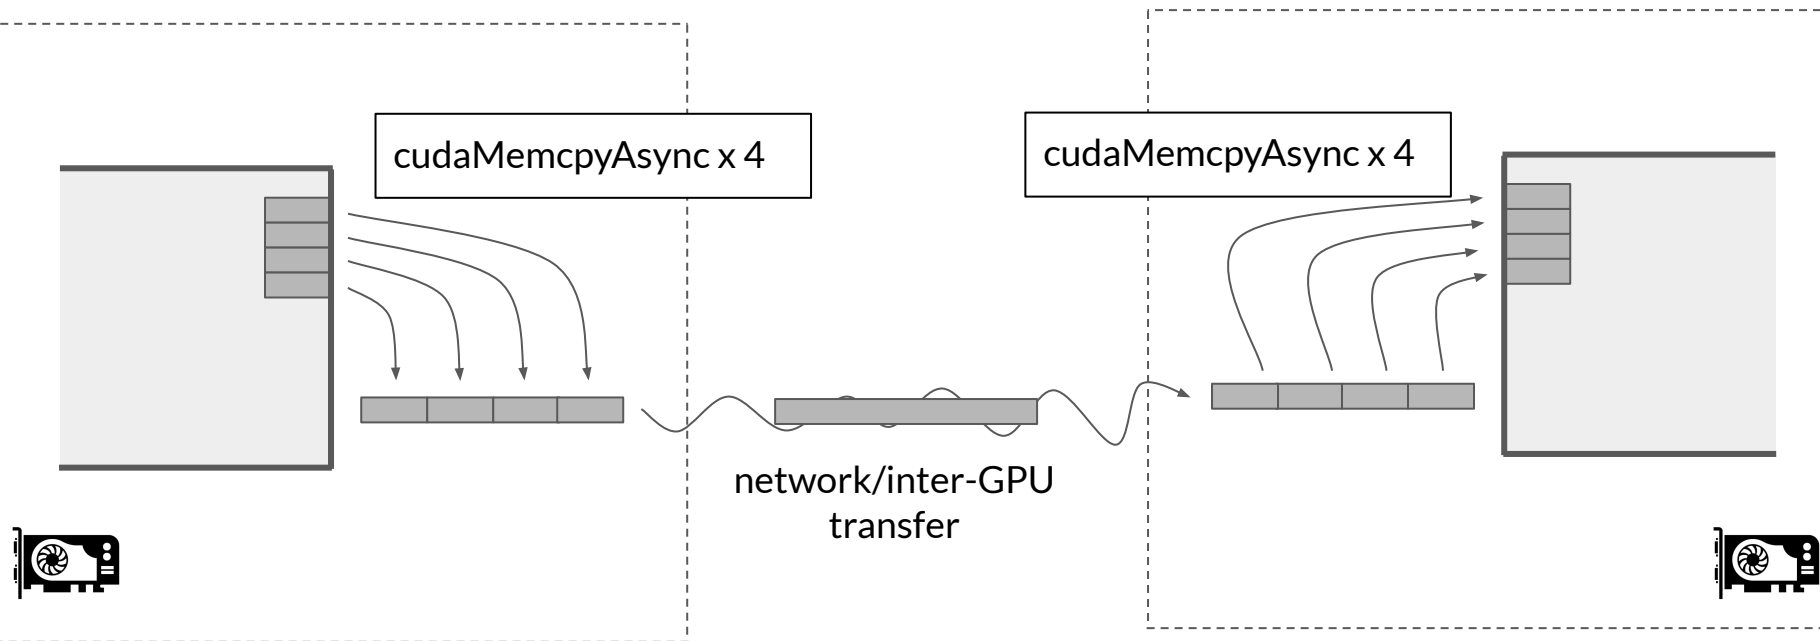 cudaMemcpyAsync x 4
cudaMemcpyAsync x 4
network/inter-GPU
transfer